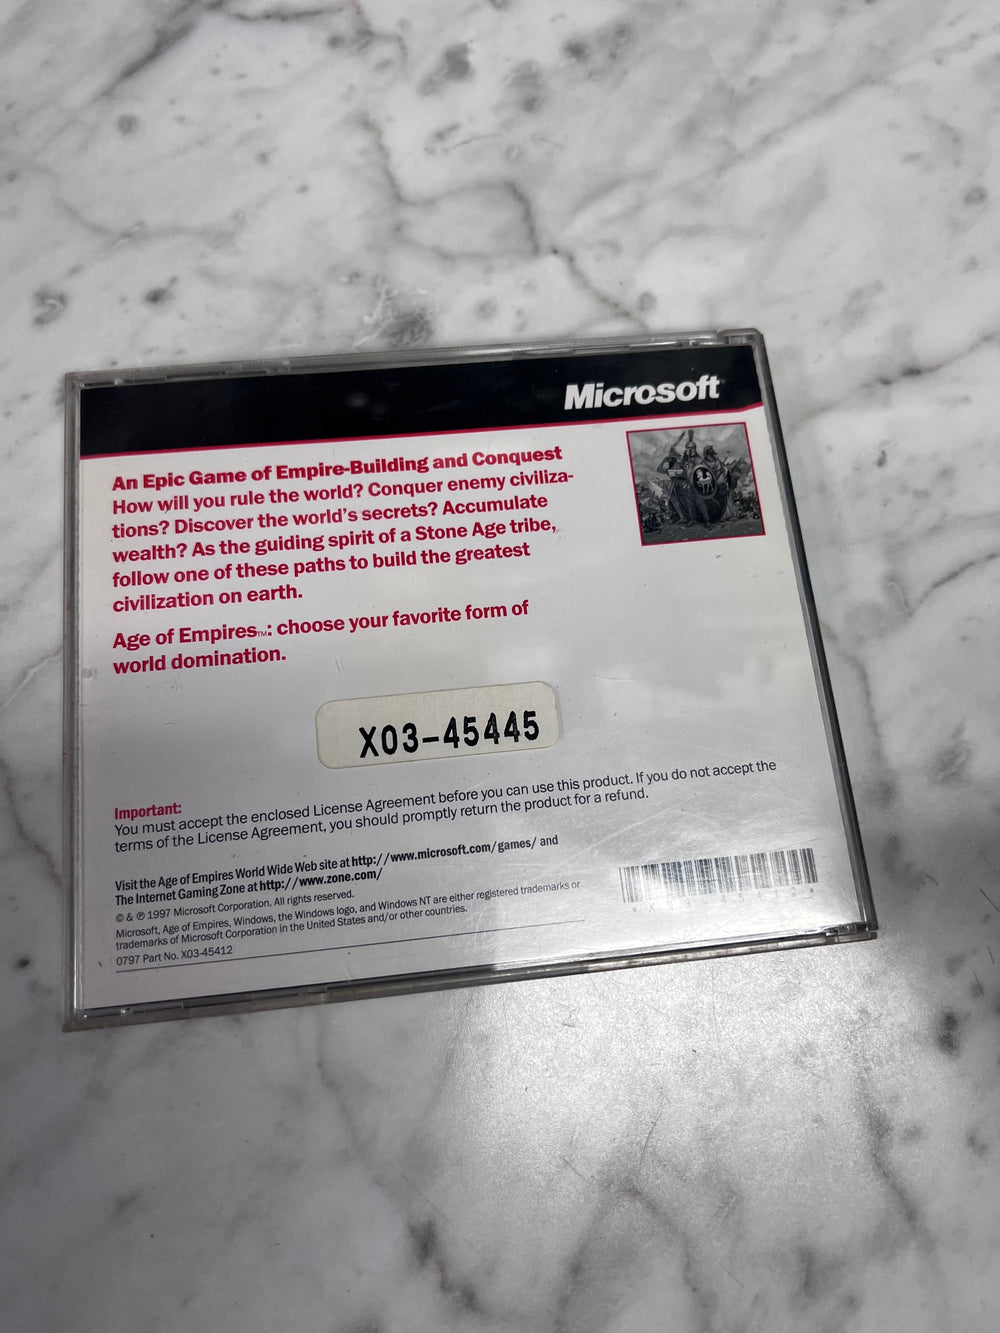 Microsoft
An Epic Game of Empire-Building and Conquest
How will you rule the world? Conquer enemy civiliza-
tions? Discover the world's secrets? Accumulate
wealth? As the guiding spirit of a Stone Age tribe,
follow one of these paths to build the greatest
civilization on earth.
Age of Empires™: choose your favorite form of
world domination.
X03-45445
Important:
You must accept the enclosed License Agreement before you can use this product. If you do not accept the
terms of the License Agreement, you should promptly return the product for a refund.
Visit the Age of Empires World Wide Web site at http://www.microsoft.com/games/ and
The Internet Gaming Zone at http://www.zone.com/
© & ℗ 1997 Microsoft Corporation. All rights reserved.
Microsoft, Age of Empires, Windows, the Windows logo, and Windows NT are either registered trademarks or
trademarks of Microsoft Corporation in the United States and/or other countries.
0797 Part No. X03-45412